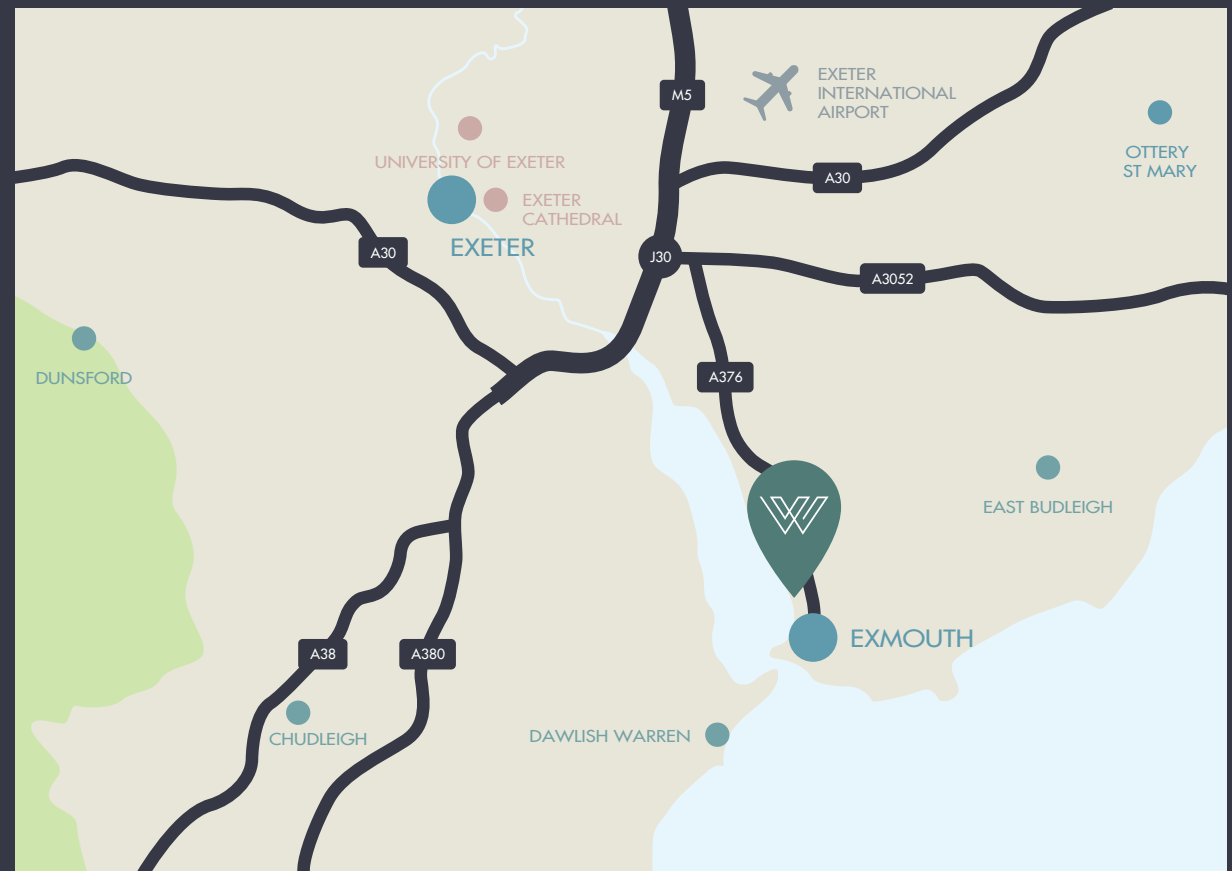 M5
EXETER
INTERNATIONAL
AIRPORT
OTTERY
ST MARY
UNIVERSITY OF EXETER
A30
EXETER
CATHEDRAL
EXETER
A30
J30
A3052
DUNSFORD
A376
EAST BUDLEIGH
W
EXMOUTH
A38
A380
CHUDLEIGH
DAWLISH WARREN